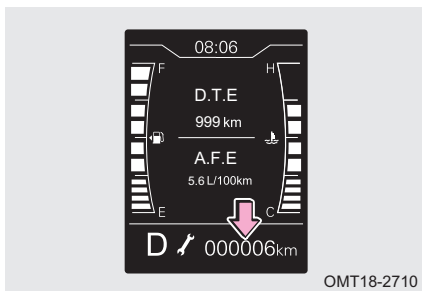 08:06
F H
D.T.E
999 km
A.F.E
5.6 L/100km
E C
D 000006km
OMT18-2710